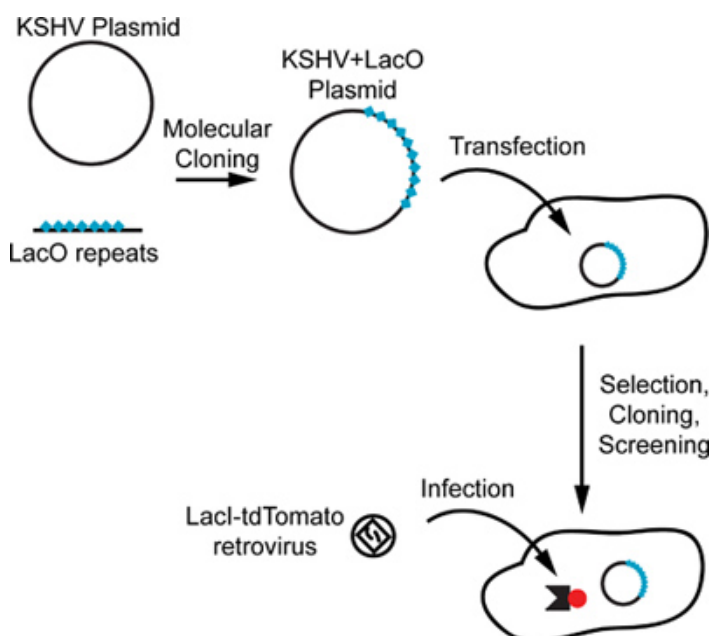 KSHV Plasmid
KSHV+LacO
Plasmid
Molecular
Cloning
Transfection
LacO repeats
Selection,
Cloning,
Screening
Infection
LacI-tdTomato
retrovirus